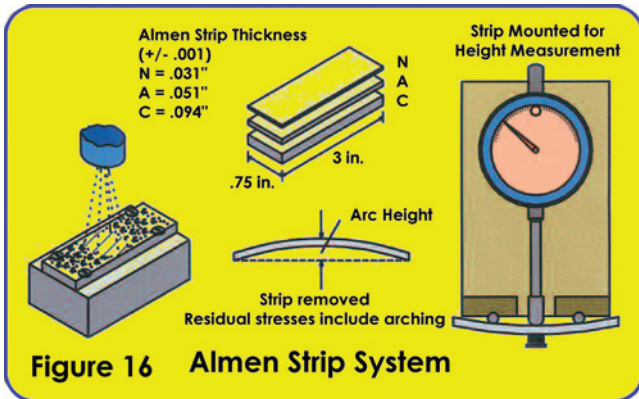 Almen Strip Thickness
(+/- .001)
N = .031"
A = .051"
C = .094"
N
A
C
.75 in.
3 in.
Strip Mounted for
Height Measurement
Arc Height
Strip removed
Residual stresses include arching
Figure 16 Almen Strip System